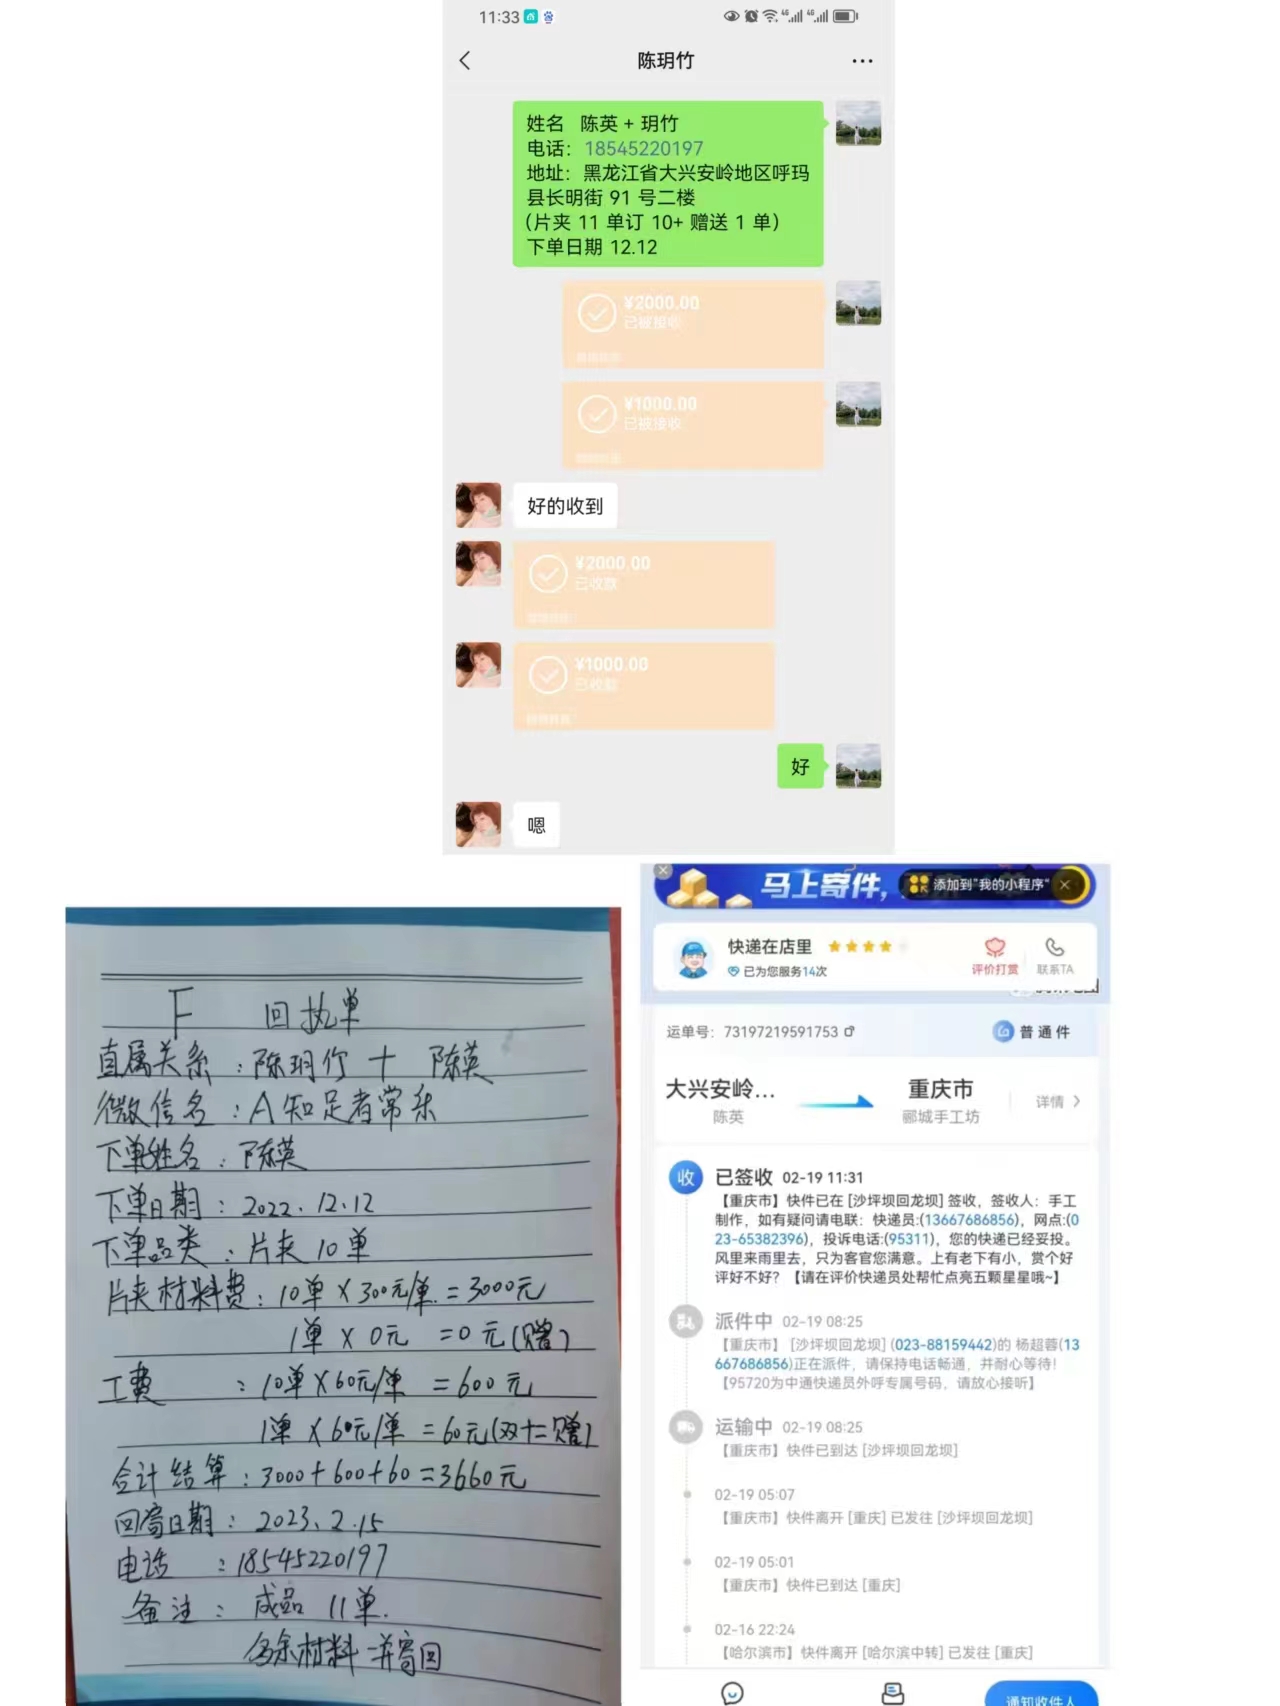 11:33
4G 4G
陈玥竹
姓名 陈英 + 玥竹
电话：18545220197
地址：黑龙江省大兴安岭地区呼玛
县长明街 91 号二楼
（片夹 11 单订 10+ 赠送 1 单）
下单日期 12.12
¥2000.00
已被接收
¥1000.00
已被接收
好的收到
¥2000.00
已收款
¥1000.00
已收款
好
嗯
F 回执单
直属关系：陈玥竹 + 陈英
微信名：A知足者常乐
下单姓名：陈英
下单日期：2022.12.12
下单品类：片夹10单
片夹材料费：10单×300元/单=3000元
1单×0元=0元(赠)
工费：10单×60元/单=600元
1单×60元/单=60元(双十二赠)
合计结算：3000+600+60=3660元
回寄日期：2023.2.15
电话：18545220197
备注：成品11单.
多余材料一并寄回
马上寄件，
添加到"我的小程序"
快递在店里
已为您服务14次
评价打赏
联系TA
运单号：73197219591753
普通件
大兴安岭...
重庆市
陈英
郦城手工坊
详情
收
已签收 02-19 11:31
【重庆市】快件已在 [沙坪坝回龙坝] 签收，签收人：手工
制作，如有疑问请电联：快递员:(13667686856)，网点:(0
23-65382396)，投诉电话:(95311)，您的快递已经妥投。
风里来雨里去，只为客官您满意。上有老下有小，赏个好
评好不好？【请在评价快递员处帮忙点亮五颗星星哦~】
派件中 02-19 08:25
【重庆市】 [沙坪坝回龙坝] (023-88159442)的 杨超蓉(13
667686856)正在派件，请保持电话畅通，并耐心等待！
【95720为中通快递员外呼专属号码，请放心接听】
运输中 02-19 08:25
【重庆市】快件已到达 [沙坪坝回龙坝]
02-19 05:07
【重庆市】快件离开 [重庆] 已发往 [沙坪坝回龙坝]
02-19 05:01
【重庆市】快件已到达 [重庆]
02-16 22:24
【哈尔滨市】快件离开 [哈尔滨中转] 已发往 [重庆]
通知收件人